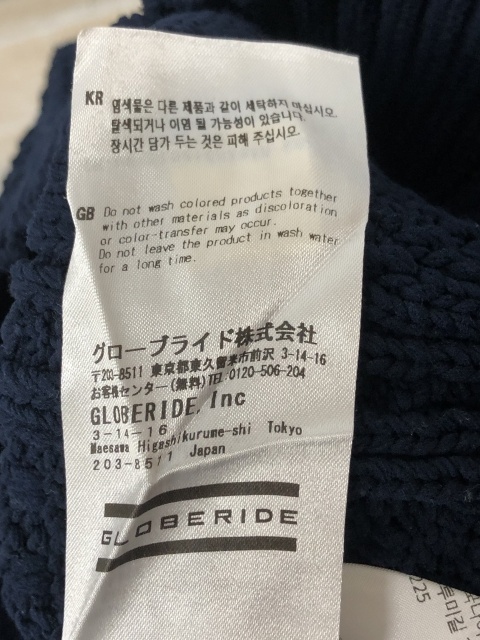 KR 염색물은 다른 제품과 같이 세탁하지 마십시오.
탈색되거나 이염 될 가능성이 있습니다.
장시간 담가 두는 것은 피해 주십시오.
GB Do not wash colored products together
with other materials as discoloration
or color-transfer may occur.
Do not leave the product in wash water
for a long time.
グローブライド株式会社
〒203-8511 東京都東久留米市前沢 3-14-16
お客様センター(無料)TEL.0120-506-204
GLOBERIDE, Inc
3-14-16
Maesawa Higashikurume-shi Tokyo
203-8511 Japan
GLOBERIDE
225